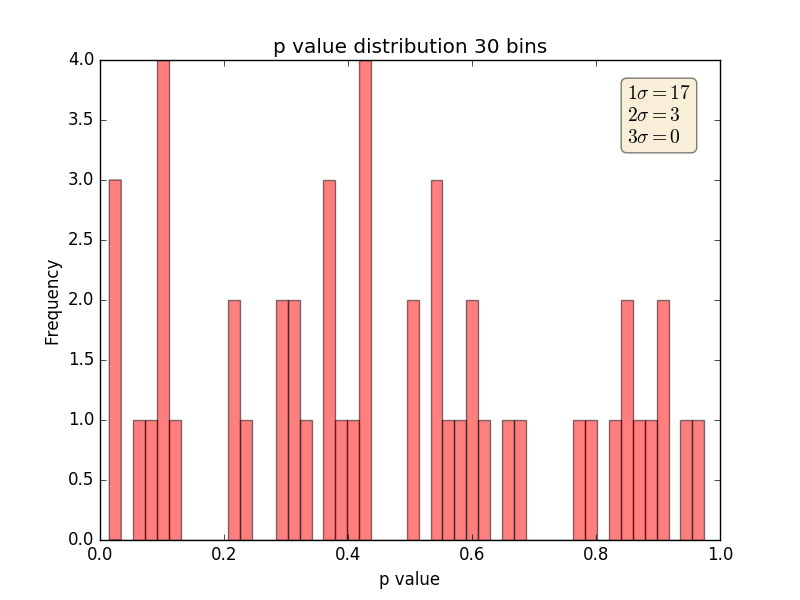 p value distribution 30 bins
4.0
3.5
3.0
2.5
2.0
1.5
1.0
0.5
0.0
Frequency
1σ = 17
2σ = 3
3σ = 0
0.0 0.2 0.4 0.6 0.8 1.0
p value